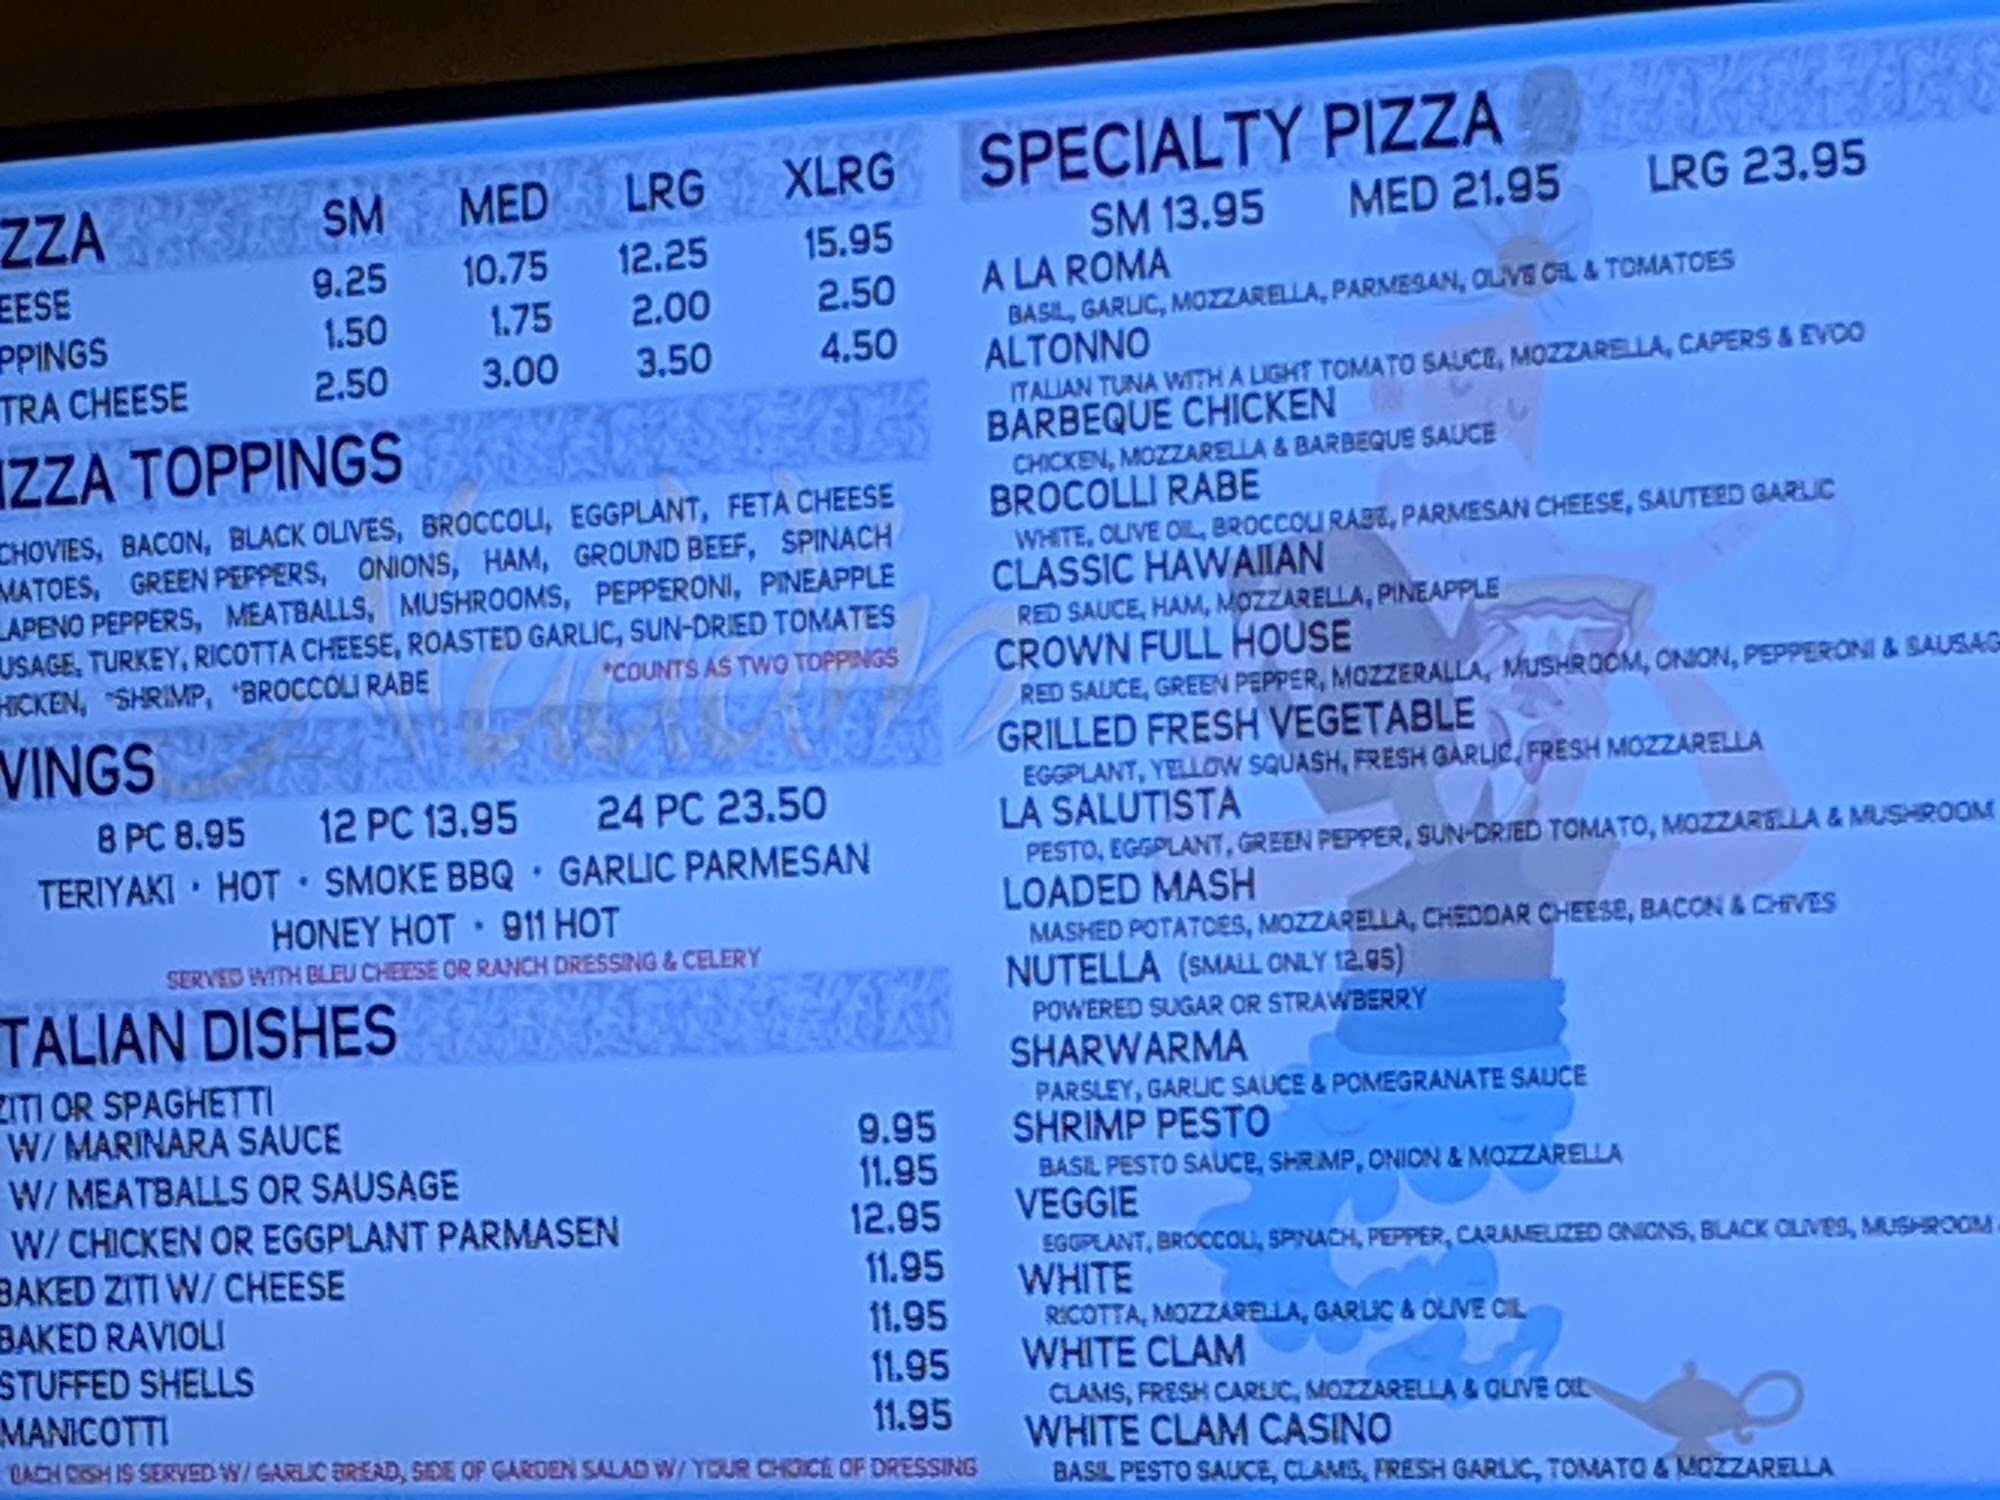 ZZA SM MED LRG XLRG
EESE 9.25 10.75 12.25 15.95
PPINGS 1.50 1.75 2.00 2.50
TRA CHEESE 2.50 3.00 3.50 4.50
IZZA TOPPINGS
CHOVIES, BACON, BLACK OLIVES, BROCCOLI, EGGPLANT, FETA CHEESE
MATOES, GREEN PEPPERS, ONIONS, HAM, GROUND BEEF, SPINACH
LAPENO PEPPERS, MEATBALLS, MUSHROOMS, PEPPERONI, PINEAPPLE
USAGE, TURKEY, RICOTTA CHEESE, ROASTED GARLIC, SUN-DRIED TOMATES
HICKEN, *SHRIMP, *BROCCOLI RABE *COUNTS AS TWO TOPPINGS
WINGS
8 PC 8.95 12 PC 13.95 24 PC 23.50
TERIYAKI · HOT · SMOKE BBQ · GARLIC PARMESAN
HONEY HOT · 911 HOT
SERVED WITH BLEU CHEESE OR RANCH DRESSING & CELERY
TALIAN DISHES
ZITI OR SPAGHETTI
W/ MARINARA SAUCE 9.95
W/ MEATBALLS OR SAUSAGE 11.95
W/ CHICKEN OR EGGPLANT PARMASEN 12.95
BAKED ZITI W/ CHEESE 11.95
BAKED RAVIOLI 11.95
STUFFED SHELLS 11.95
MANICOTTI 11.95
EACH DISH IS SERVED W/ GARLIC BREAD, SIDE OF GARDEN SALAD W/ YOUR CHOICE OF DRESSING
Aladdin
SPECIALTY PIZZA
SM 13.95 MED 21.95 LRG 23.95
A LA ROMA
BASIL, GARLIC, MOZZARELLA, PARMESAN, OLIVE OIL & TOMATOES
ALTONNO
ITALIAN TUNA WITH A LIGHT TOMATO SAUCE, MOZZARELLA, CAPERS & EVOO
BARBEQUE CHICKEN
CHICKEN, MOZZARELLA & BARBEQUE SAUCE
BROCOLLI RABE
WHITE, OLIVE OIL, BROCCOLI RABE, PARMESAN CHEESE, SAUTEED GARLIC
CLASSIC HAWAIIAN
RED SAUCE, HAM, MOZZARELLA, PINEAPPLE
CROWN FULL HOUSE
RED SAUCE, GREEN PEPPER, MOZZERALLA, MUSHROOM, ONION, PEPPERONI & SAUSAG
GRILLED FRESH VEGETABLE
EGGPLANT, YELLOW SQUASH, FRESH GARLIC, FRESH MOZZARELLA
LA SALUTISTA
PESTO, EGGPLANT, GREEN PEPPER, SUN-DRIED TOMATO, MOZZARELLA & MUSHROOM
LOADED MASH
MASHED POTATOES, MOZZARELLA, CHEDDAR CHEESE, BACON & CHIVES
NUTELLA (SMALL ONLY 12.95)
POWERED SUGAR OR STRAWBERRY
SHARWARMA
PARSLEY, GARLIC SAUCE & POMEGRANATE SAUCE
SHRIMP PESTO
BASIL PESTO SAUCE, SHRIMP, ONION & MOZZARELLA
VEGGIE
EGGPLANT, BROCCOLI, SPINACH, PEPPER, CARAMELIZED ONIONS, BLACK OLIVES, MUSHROOM
WHITE
RICOTTA, MOZZARELLA, GARLIC & OLIVE OIL
WHITE CLAM
CLAMS, FRESH CARLIC, MOZZARELLA & OLIVE OIL
WHITE CLAM CASINO
BASIL PESTO SAUCE, CLAMS, FRESH GARLIC, TOMATO & MOZZARELLA